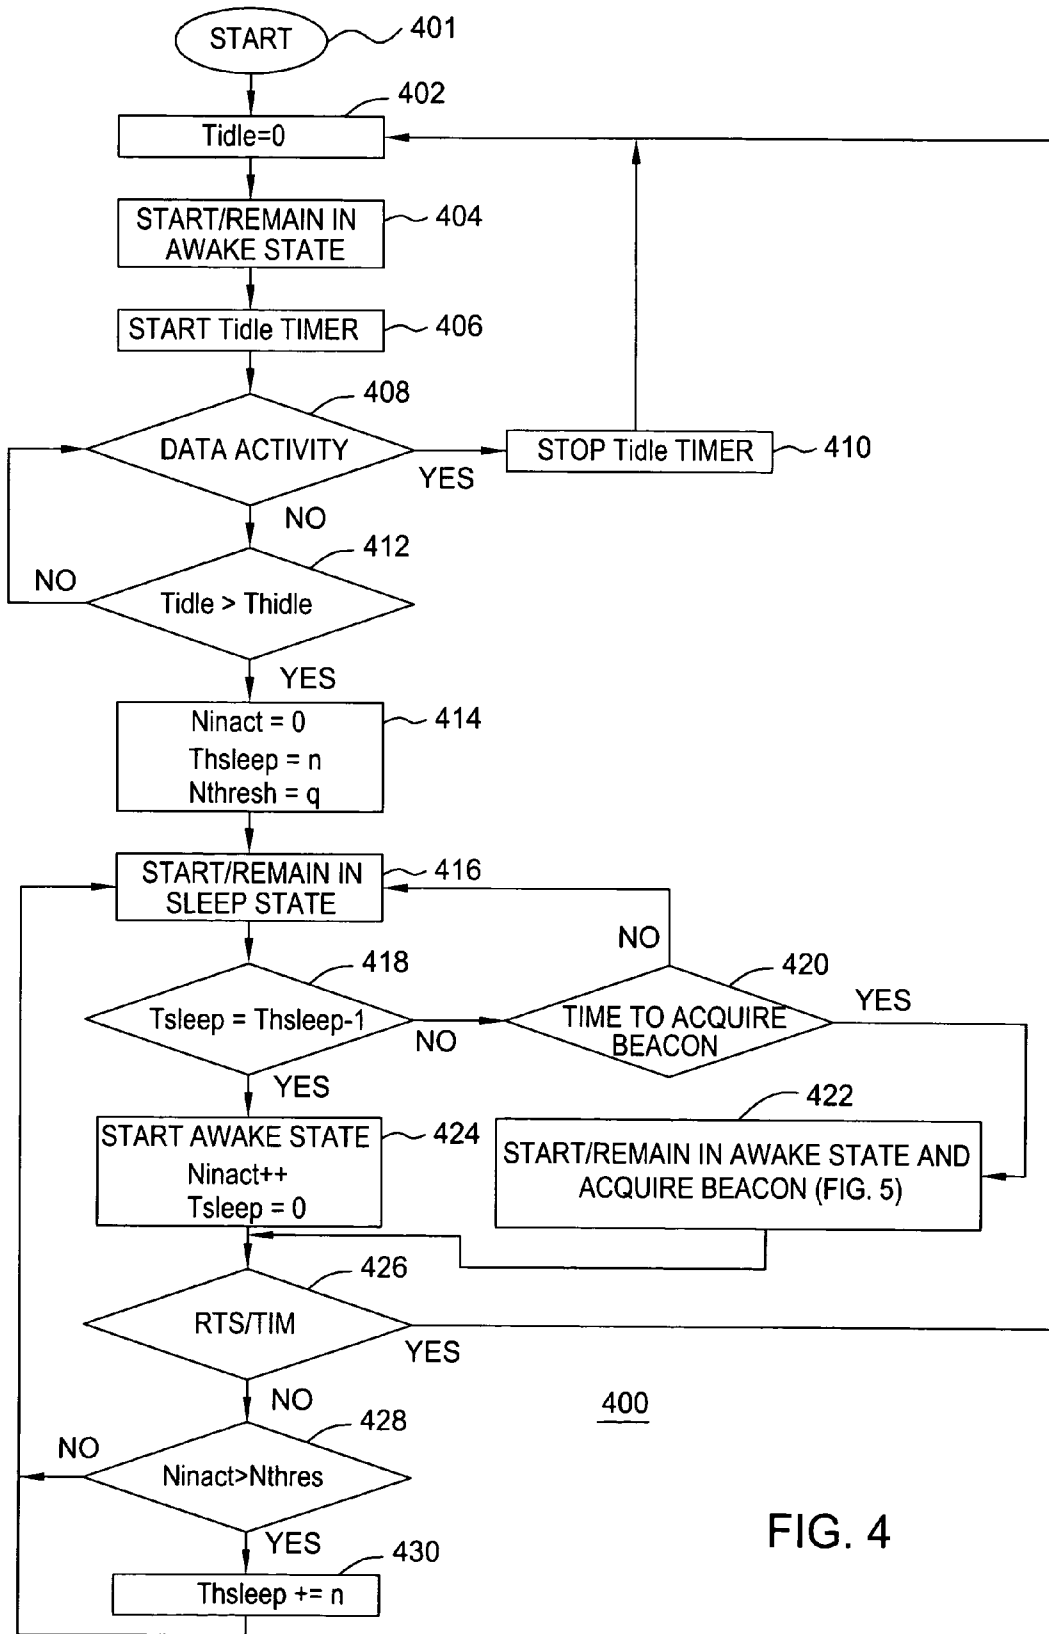 START
401
402
Tidle=0
START/REMAIN IN
AWAKE STATE
404
START Tidle TIMER
406
408
DATA ACTIVITY
YES
STOP Tidle TIMER
410
NO
412
NO
Tidle > Thidle
YES
Ninact = 0
Thsleep = n
Nthresh = q
414
START/REMAIN IN
SLEEP STATE
416
NO
418
420
Tsleep = Thsleep-1
NO
TIME TO ACQUIRE
BEACON
YES
YES
422
START AWAKE STATE
Ninact++
Tsleep = 0
424
START/REMAIN IN AWAKE STATE AND
ACQUIRE BEACON (FIG. 5)
426
RTS/TIM
YES
NO
400
428
NO
Ninact>Nthres
YES
430
Thsleep += n
FIG. 4